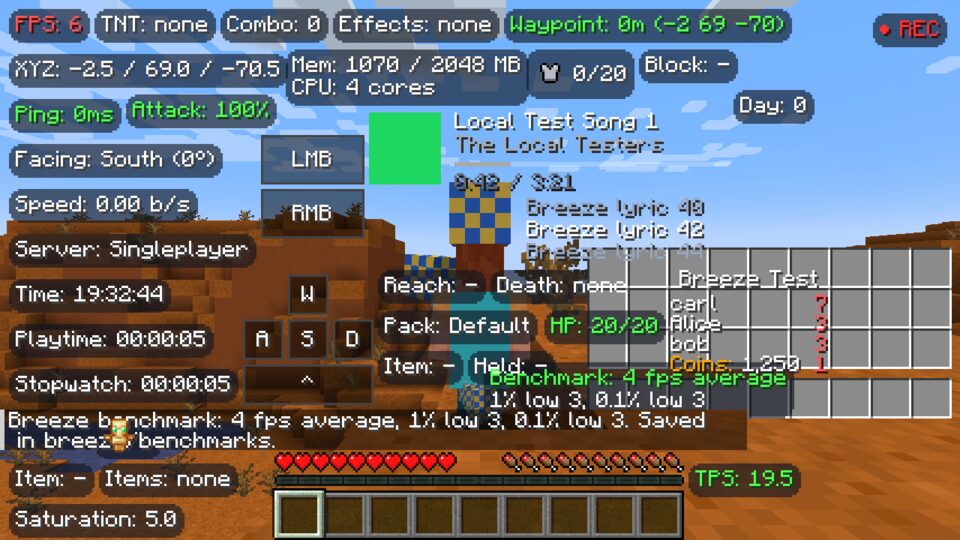 FPS: 6
TNT: none
Combo: 0
Effects: none
Waypoint: 0m (-2 69 -70)
REC
XYZ: -2.5 / 69.0 / -70.5
Mem: 1070 / 2048 MB
CPU: 4 cores
0/20
Block: -
Day: 0
Ping: 0ms
Attack: 100%
Local Test Song 1
The Local Testers
0:42 / 3:21
Facing: South (0°)
LMB
Speed: 0.00 b/s
RMB
Breeze lyric 40
Breeze lyric 42
Breeze lyric 44
Server: Singleplayer
Breeze Test
Reach: -
Death: none
Time: 19:32:44
W
carl 7
Alice 3
bob 3
Coins: 1,250 1
Pack: Default
HP: 20/20
Playtime: 00:00:05
A
S
D
Item: -
Held: -
Stopwatch: 00:00:05
^
Benchmark: 4 fps average
1% low 3, 0.1% low 3
Breeze benchmark: 4 fps average, 1% low 3, 0.1% low 3. Saved
in breeze/benchmarks.
Item: -
Items: none
TPS: 19.5
Saturation: 5.0